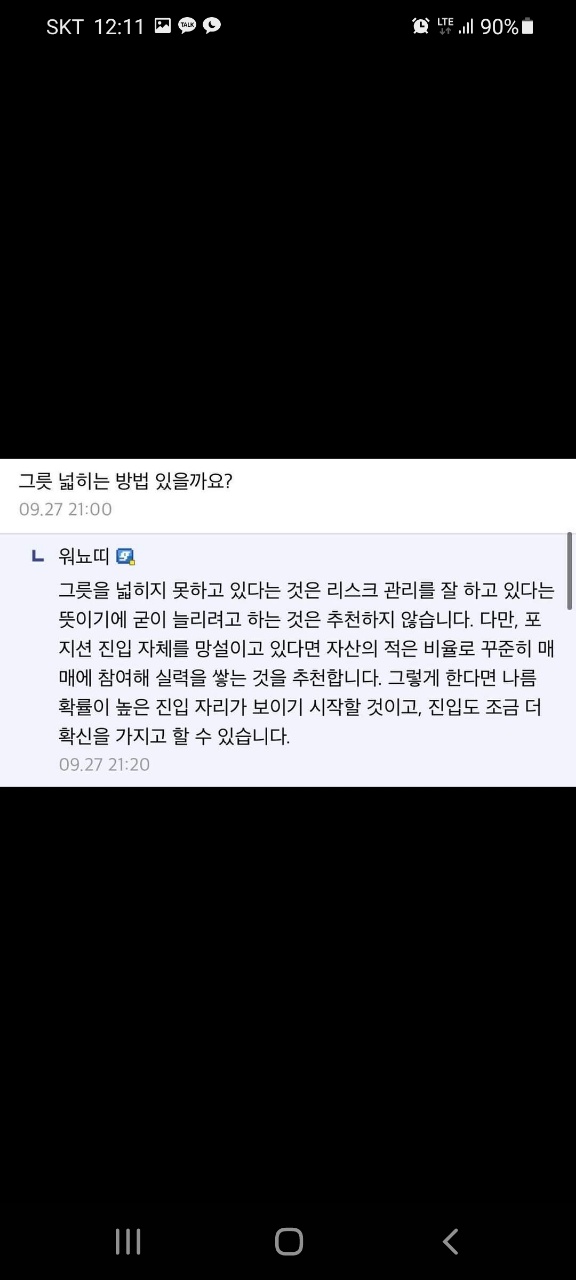 SKT 12:11 TALK LTE 90%
그릇 넓히는 방법 있을까요?
09.27 21:00
ㄴ 워뇨띠
그릇을 넓히지 못하고 있다는 것은 리스크 관리를 잘 하고 있다는
뜻이기에 굳이 늘리려고 하는 것은 추천하지 않습니다. 다만, 포
지션 진입 자체를 망설이고 있다면 자산의 적은 비율로 꾸준히 매
매에 참여해 실력을 쌓는 것을 추천합니다. 그렇게 한다면 나름
확률이 높은 진입 자리가 보이기 시작할 것이고, 진입도 조금 더
확신을 가지고 할 수 있습니다.
09.27 21:20